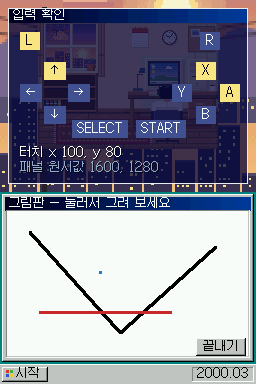 입력 확인
L
R
↑
X
← →
Y
A
↓
B
SELECT
START
터치 x 100, y 80
패널 원서값 1600, 1280
그림판 — 눌러서 그려 보세요
끝내기
시작
2000.03